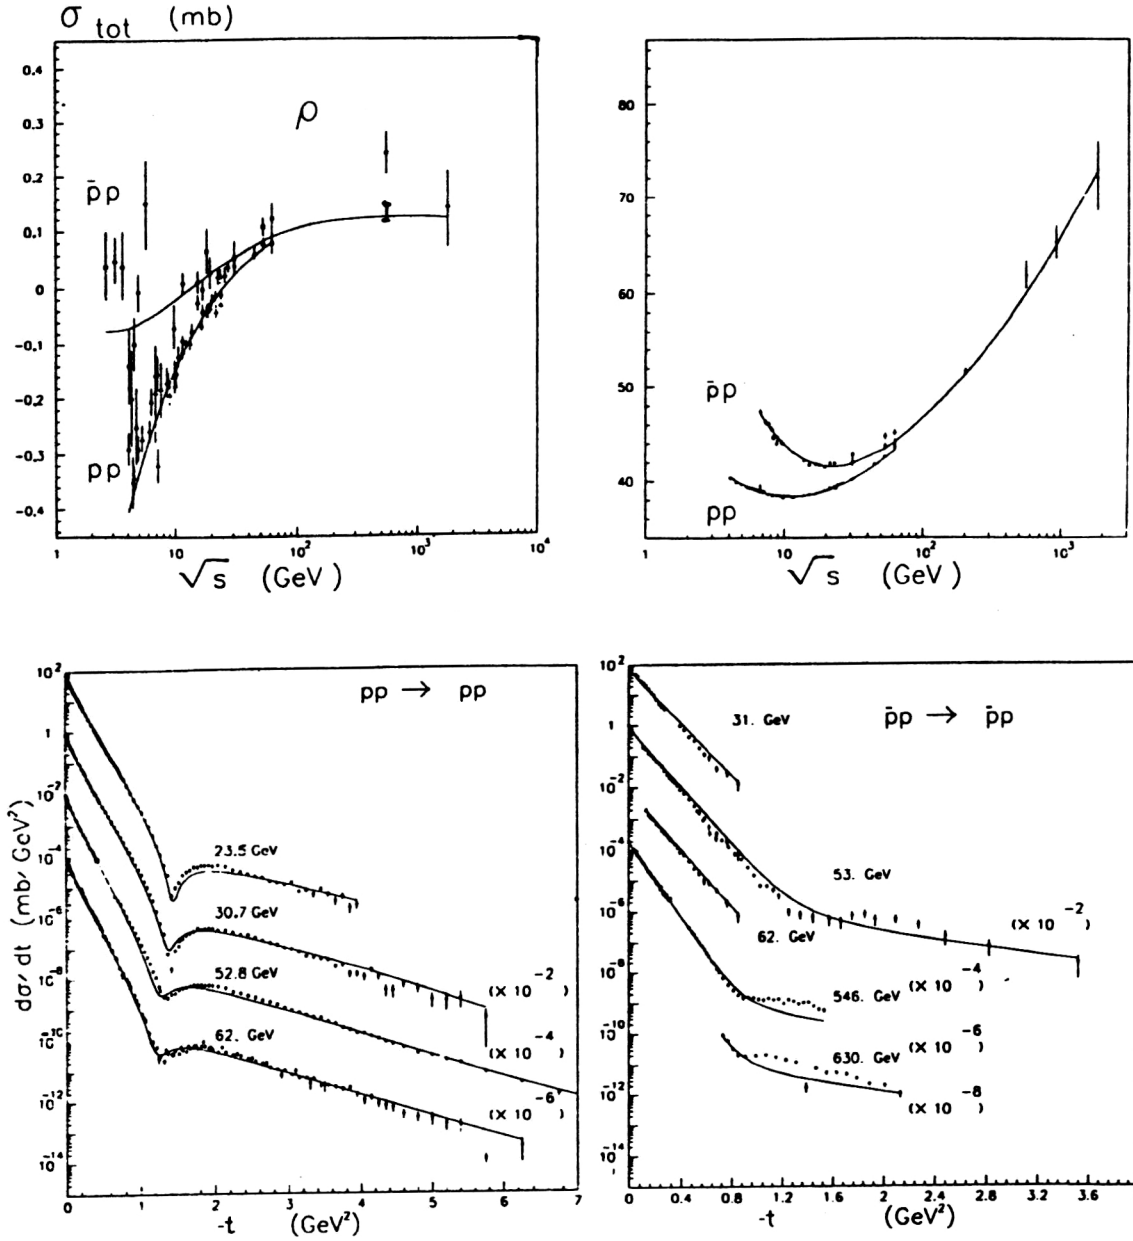 σ tot (mb)
0.4
0.3
0.2
0.1
0
-0.1
-0.2
-0.3
-0.4
ρ
p̄p
pp
1
10
10²
10³
10⁴
√s (GeV)
80
70
60
50
40
p̄p
pp
1
10
10²
10³
√s (GeV)
dσ/dt (mb/GeV²)
10²
1
10⁻²
10⁻⁴
10⁻⁶
10⁻⁸
10⁻¹⁰
10⁻¹²
10⁻¹⁴
pp → pp
23.5 GeV
30.7 GeV
(× 10⁻²)
52.8 GeV
(× 10⁻⁴)
62. GeV
(× 10⁻⁶)
0 1 2 3 4 5 6 7
-t (GeV²)
10²
1
10⁻²
10⁻⁴
10⁻⁶
10⁻⁸
10⁻¹⁰
10⁻¹²
10⁻¹⁴
p̄p → p̄p
31. GeV
53. GeV
(× 10⁻²)
62. GeV
(× 10⁻⁴)
546. GeV
(× 10⁻⁶)
630. GeV
(× 10⁻⁸)
0 0.4 0.8 1.2 1.6 2 2.4 2.8 3.2 3.6
-t (GeV²)